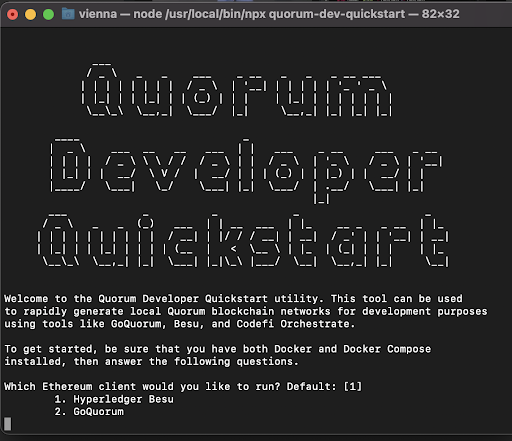 vienna — node /usr/local/bin/npx quorum-dev-quickstart — 82×32
Quorum
Developer
Quickstart
Welcome to the Quorum Developer Quickstart utility. This tool can be used
to rapidly generate local Quorum blockchain networks for development purposes
using tools like GoQuorum, Besu, and Codefi Orchestrate.
To get started, be sure that you have both Docker and Docker Compose
installed, then answer the following questions.
Which Ethereum client would you like to run? Default: [1]
1. Hyperledger Besu
2. GoQuorum